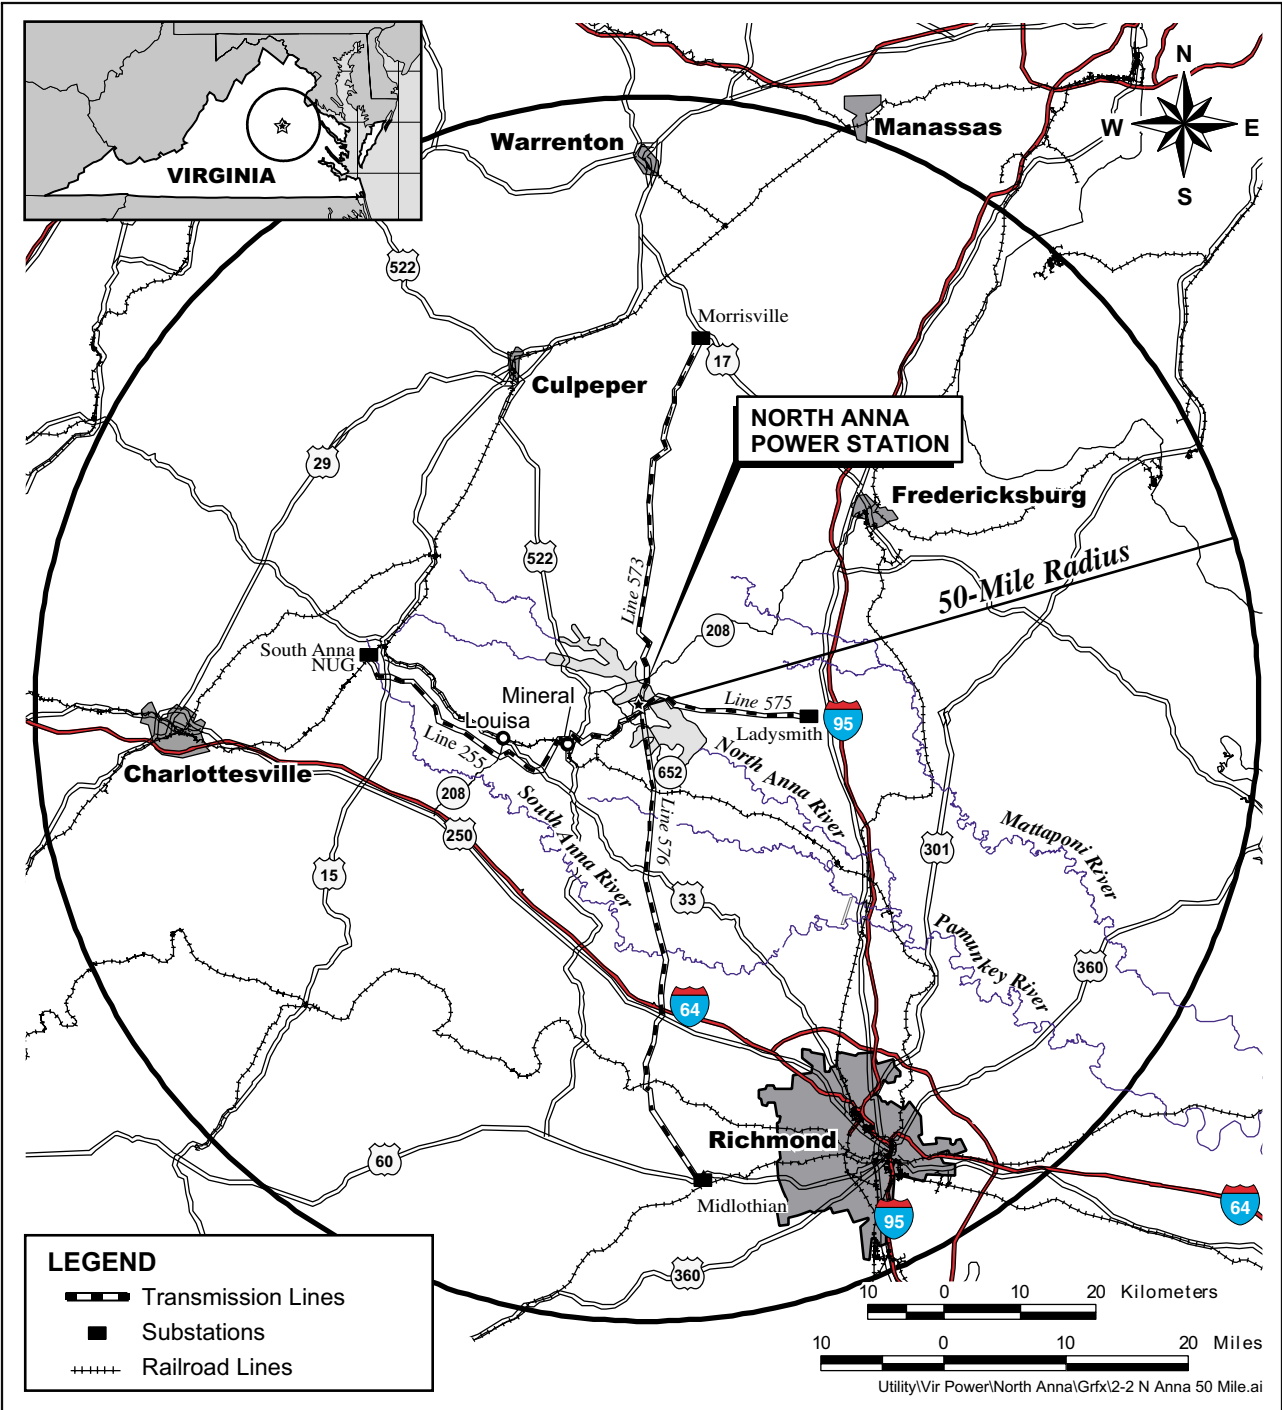 VIRGINIA
N
W
E
S
Warrenton
Manassas
522
Morrisville
17
Culpeper
NORTH ANNA
POWER STATION
29
Fredericksburg
522
Line 573
50-Mile Radius
208
South Anna
NUG
Mineral
Line 575
Louisa
Ladysmith
95
Line 255
North Anna River
Charlottesville
652
208
South Anna River
Line 576
250
Mattaponi River
301
15
33
Pamunkey River
360
64
Richmond
60
Midlothian
95
64
360
LEGEND
Transmission Lines
Substations
Railroad Lines
10 0 10 20 Kilometers
10 0 10 20 Miles
Utility\Vir Power\North Anna\Grfx\2-2 N Anna 50 Mile.ai